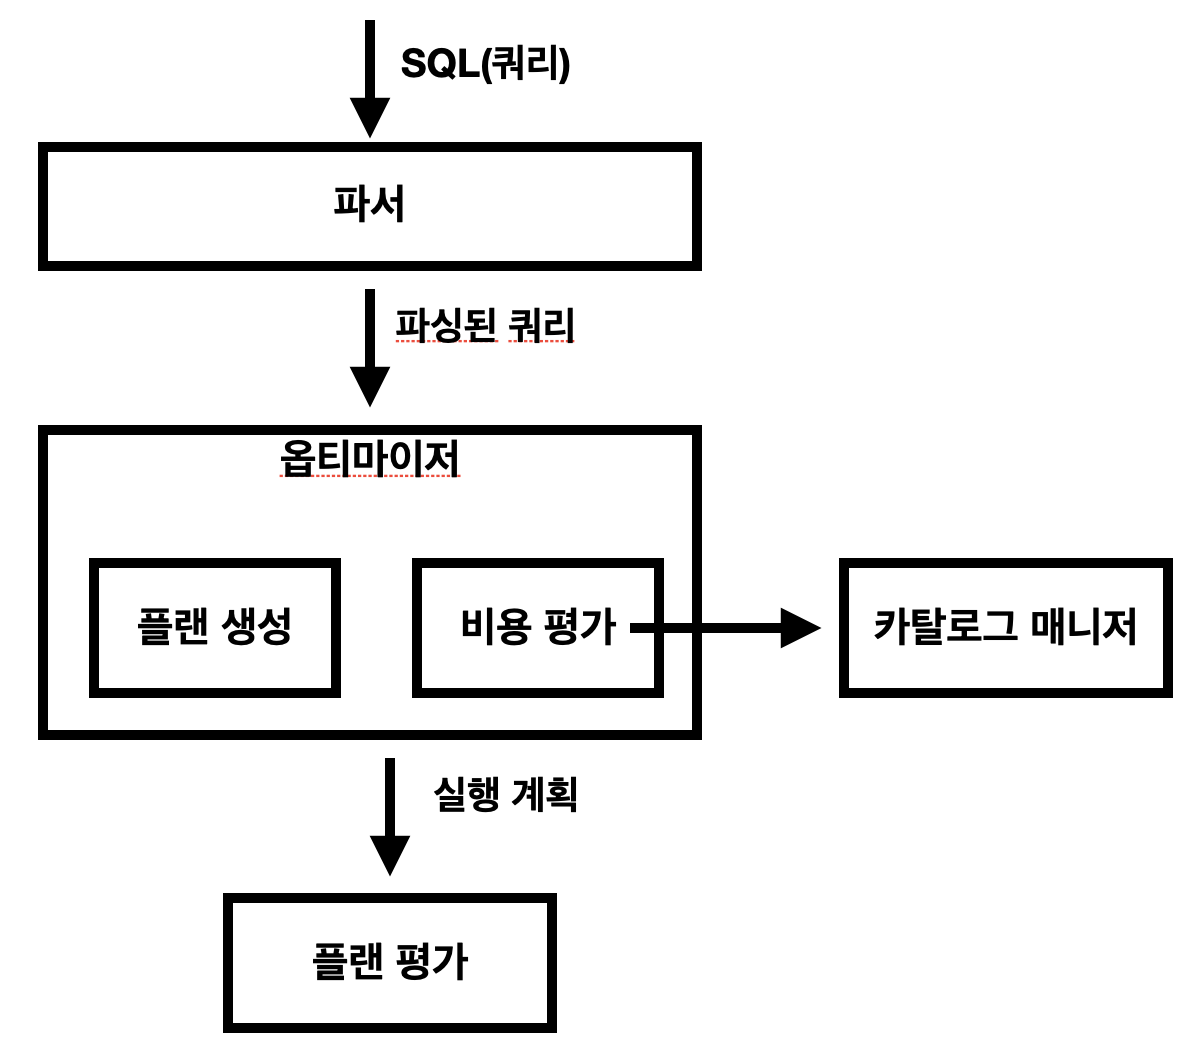 SQL(쿼리)
파서
파싱된 쿼리
옵티마이저
플랜 생성
비용 평가
카탈로그 매니저
실행 계획
플랜 평가